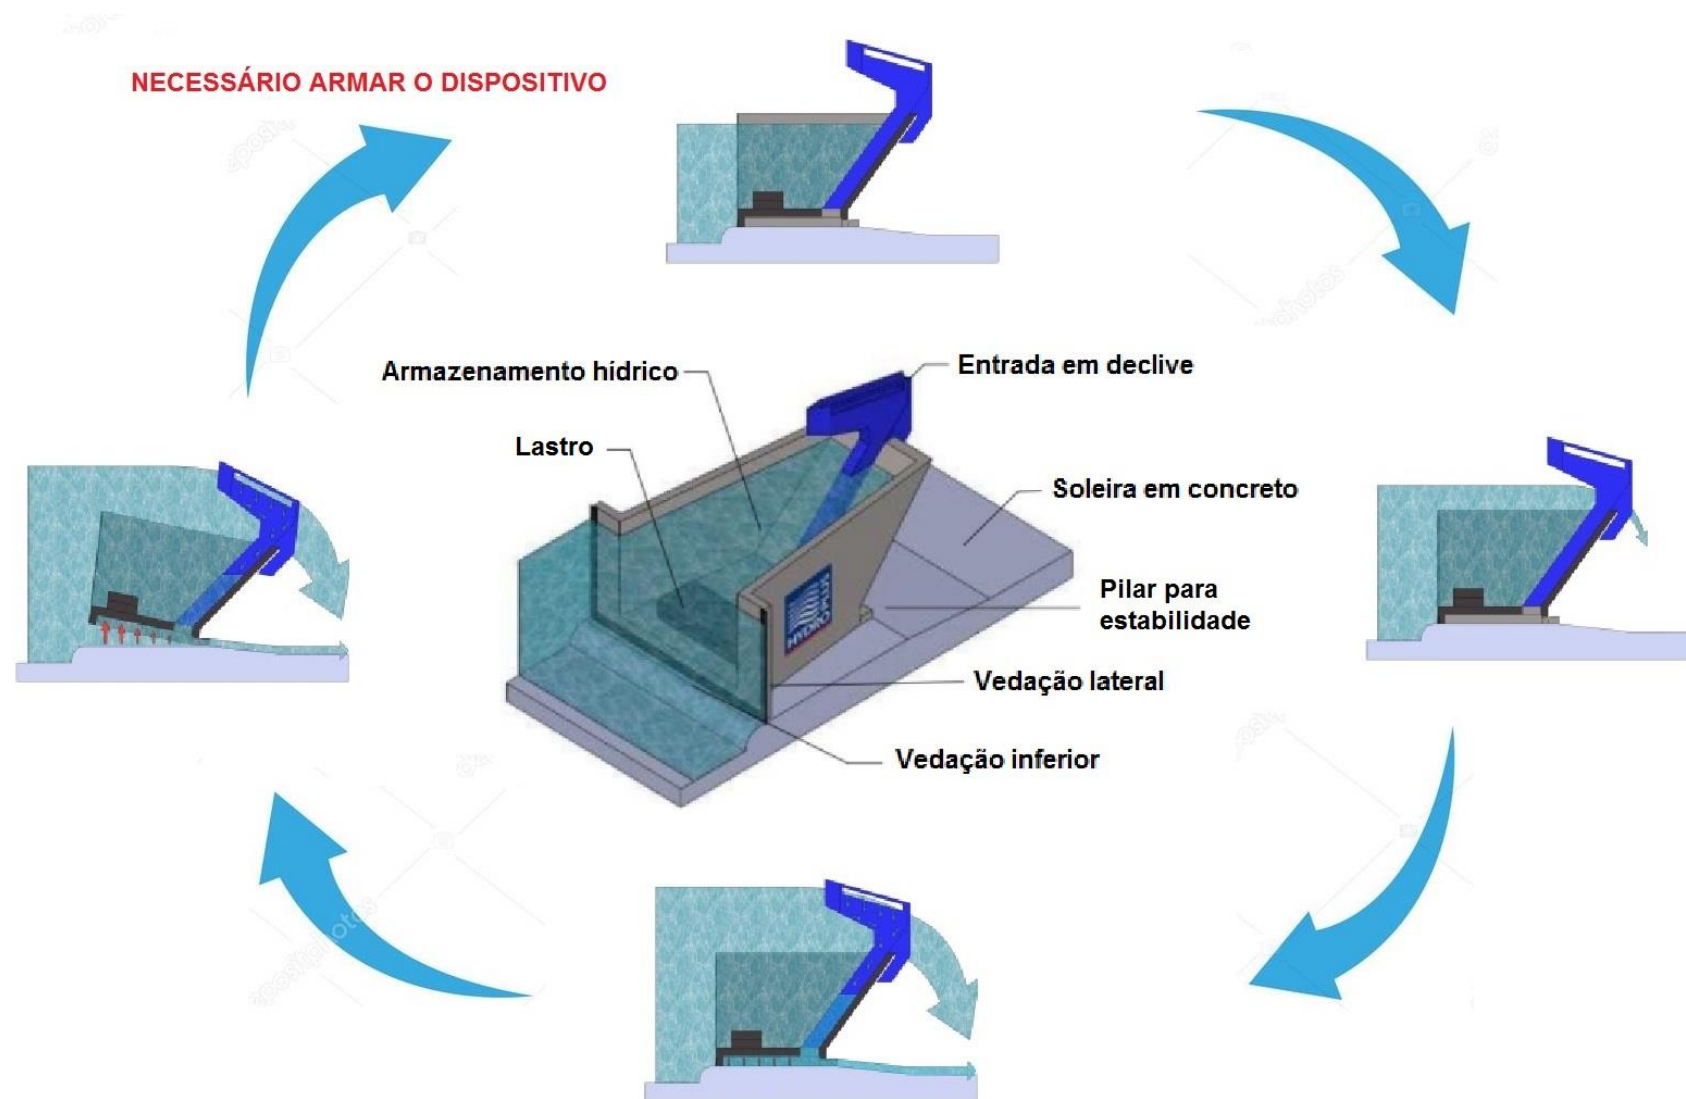 NECESSÁRIO ARMAR O DISPOSITIVO
Armazenamento hídrico
Entrada em declive
Lastro
Soleira em concreto
Pilar para
estabilidade
HYDROPLUS
Vedação lateral
Vedação inferior